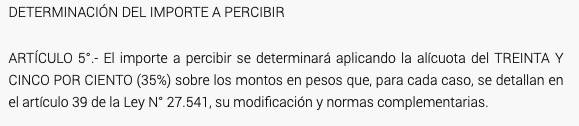 DETERMINACIÓN DEL IMPORTE A PERCIBIR
ARTÍCULO 5°.- El importe a percibir se determinará aplicando la alícuota del TREINTA Y
CINCO POR CIENTO (35%) sobre los montos en pesos que, para cada caso, se detallan en
el artículo 39 de la Ley N° 27.541, su modificación y normas complementarias.